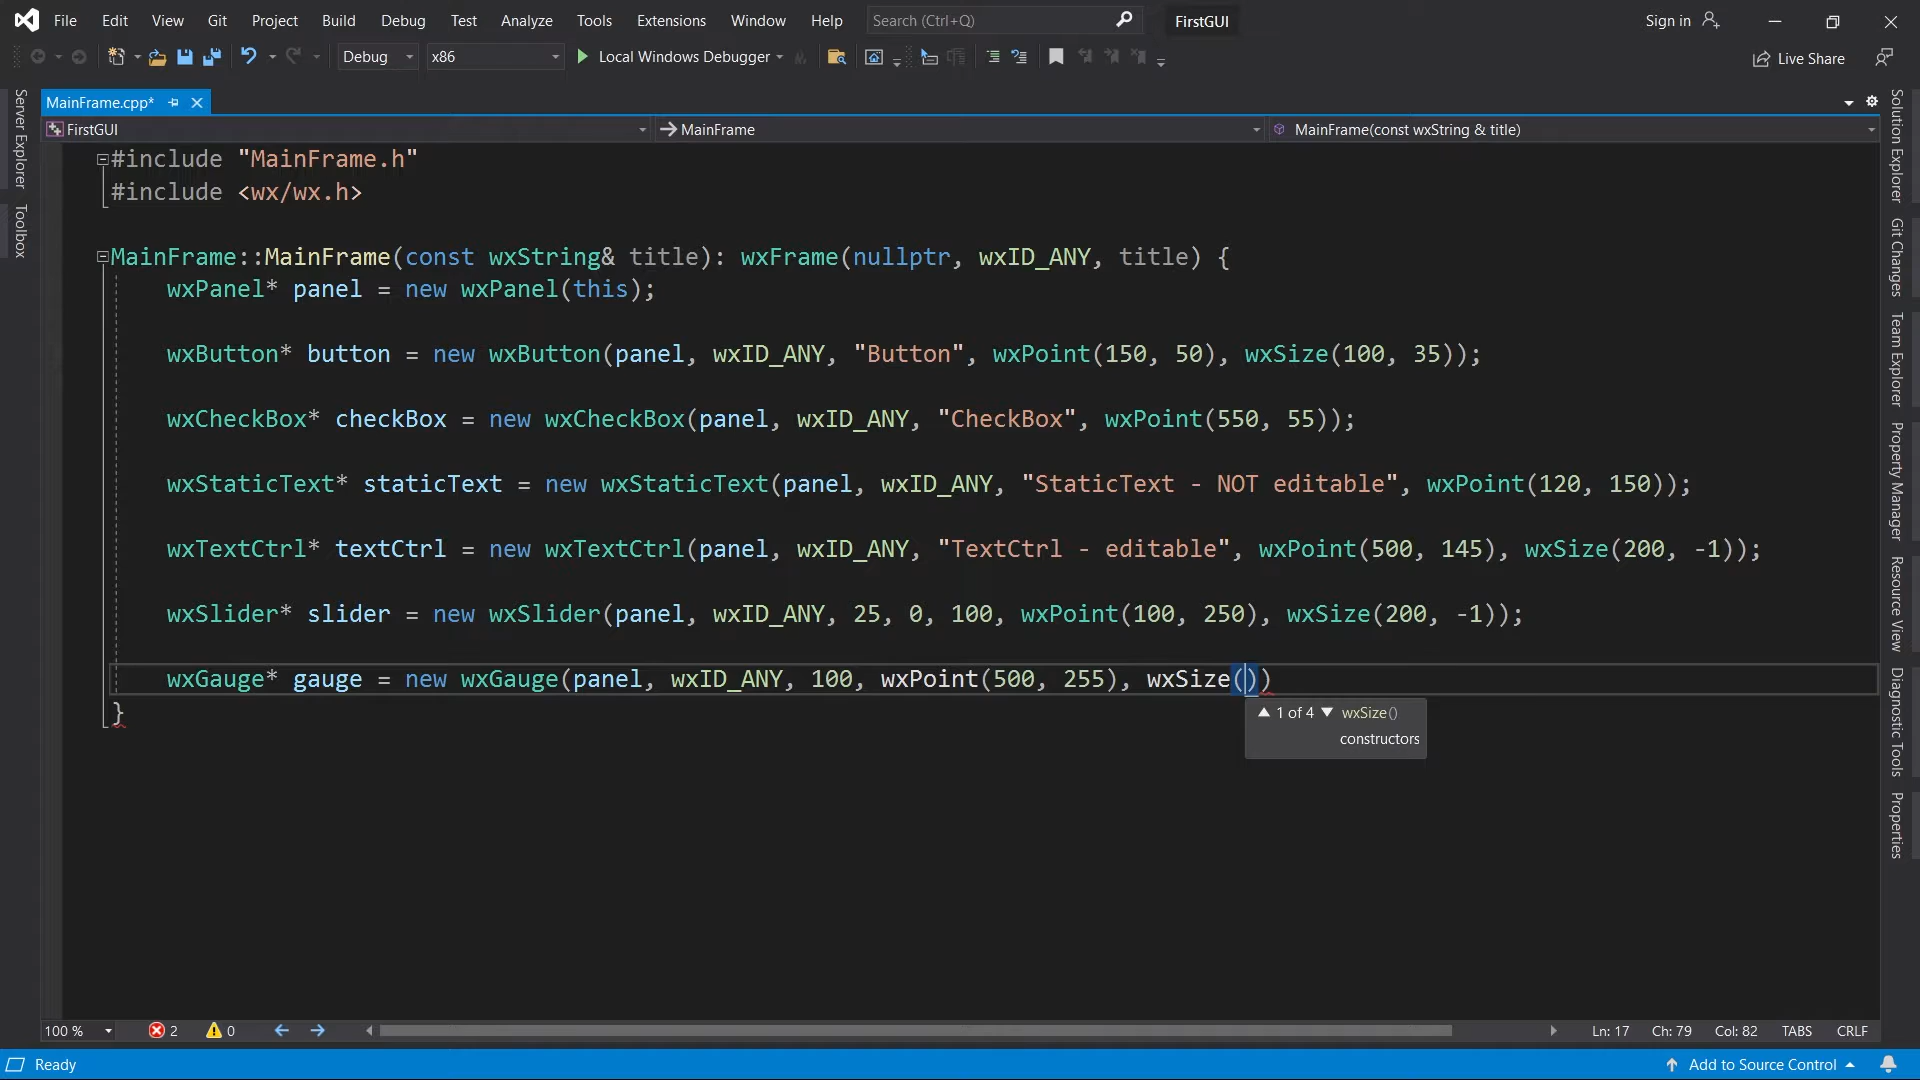 File Edit View Git Project Build Debug Test Analyze Tools Extensions Window Help Search (Ctrl+Q) FirstGUI Sign in
Debug x86 Local Windows Debugger Live Share
MainFrame.cpp*
FirstGUI MainFrame MainFrame(const wxString & title)
#include "MainFrame.h"
#include <wx/wx.h>
MainFrame::MainFrame(const wxString& title): wxFrame(nullptr, wxID_ANY, title) {
wxPanel* panel = new wxPanel(this);
wxButton* button = new wxButton(panel, wxID_ANY, "Button", wxPoint(150, 50), wxSize(100, 35));
wxCheckBox* checkBox = new wxCheckBox(panel, wxID_ANY, "CheckBox", wxPoint(550, 55));
wxStaticText* staticText = new wxStaticText(panel, wxID_ANY, "StaticText - NOT editable", wxPoint(120, 150));
wxTextCtrl* textCtrl = new wxTextCtrl(panel, wxID_ANY, "TextCtrl - editable", wxPoint(500, 145), wxSize(200, -1));
wxSlider* slider = new wxSlider(panel, wxID_ANY, 25, 0, 100, wxPoint(100, 250), wxSize(200, -1));
wxGauge* gauge = new wxGauge(panel, wxID_ANY, 100, wxPoint(500, 255), wxSize())
}
▲ 1 of 4 ▼ wxSize()
constructors
Server Explorer
Toolbox
Solution Explorer
Git Changes
Team Explorer
Property Manager
Resource View
Diagnostic Tools
Properties
100 % 2 0 Ln: 17 Ch: 79 Col: 82 TABS CRLF
Ready Add to Source Control